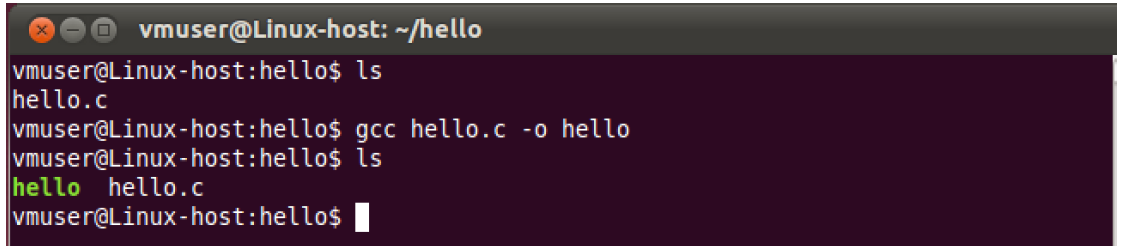 vmuser@Linux-host: ~/hello
vmuser@Linux-host:hello$ ls
hello.c
vmuser@Linux-host:hello$ gcc hello.c -o hello
vmuser@Linux-host:hello$ ls
hello  hello.c
vmuser@Linux-host:hello$